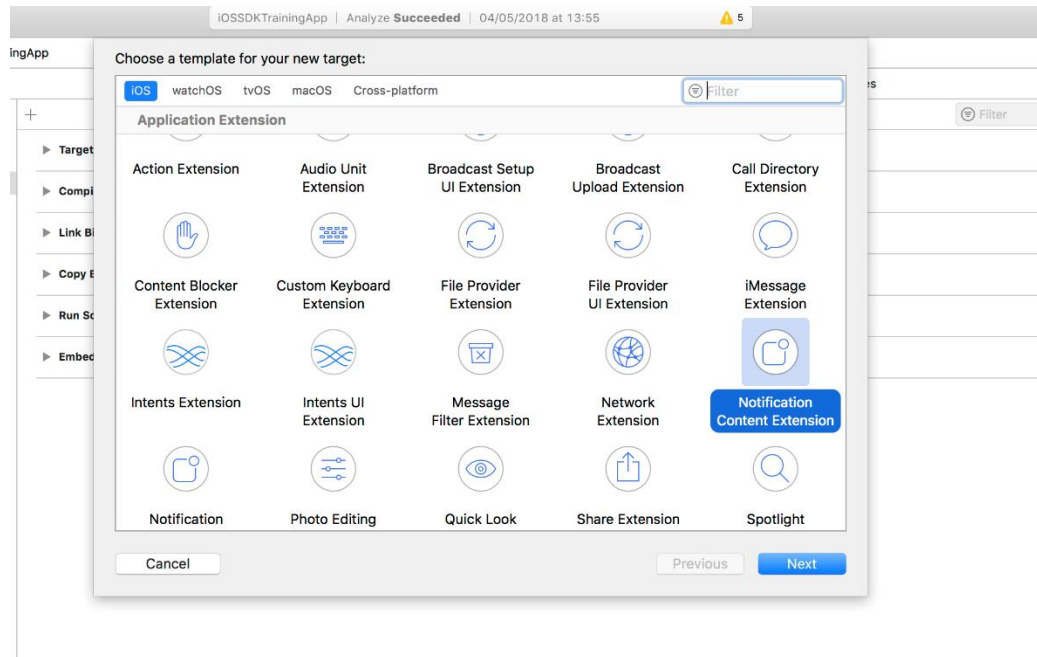 iOSSDKTrainingApp | Analyze Succeeded | 04/05/2018 at 13:55
5
ingApp
Choose a template for your new target:
iOS watchOS tvOS macOS Cross-platform
Filter
es
Application Extension
Filter
Target
Compi
Link Bi
Copy B
Run Sc
Embed
Action Extension
Audio Unit
Extension
Broadcast Setup
UI Extension
Broadcast
Upload Extension
Call Directory
Extension
Content Blocker
Extension
Custom Keyboard
Extension
File Provider
Extension
File Provider
UI Extension
iMessage
Extension
Intents Extension
Intents UI
Extension
Message
Filter Extension
Network
Extension
Notification
Content Extension
Notification
Photo Editing
Quick Look
Share Extension
Spotlight
Cancel
Previous
Next